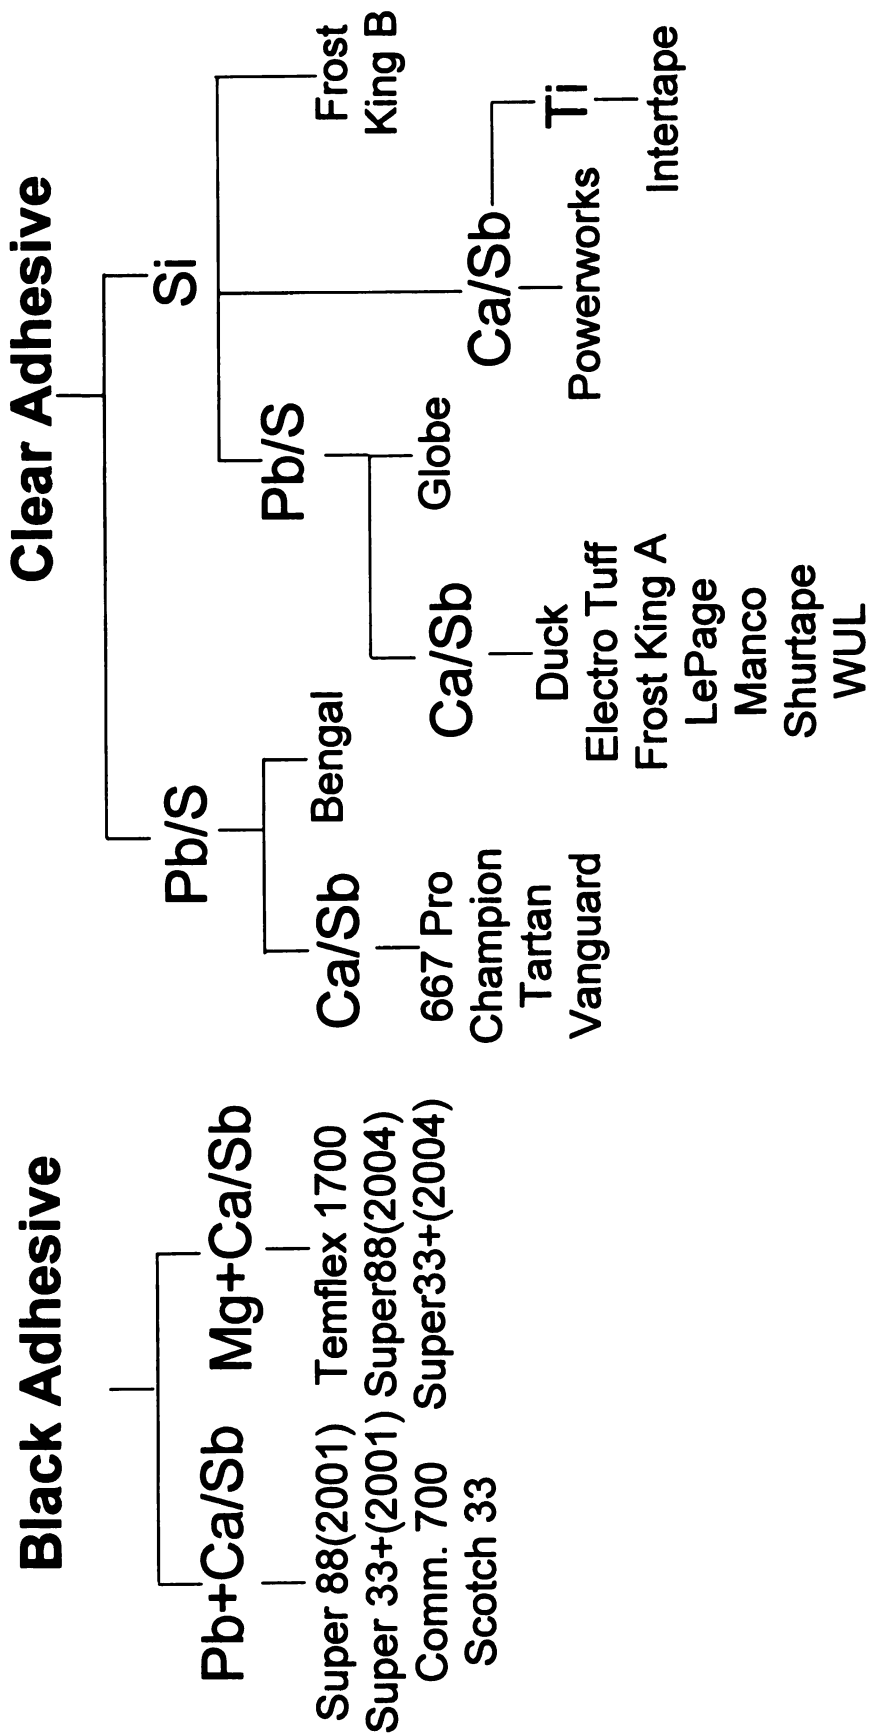 Black Adhesive
Pb+Ca/Sb
Super 88(2001)
Super 33+(2001)
Comm. 700
Scotch 33
Mg+Ca/Sb
Temflex 1700
Super88(2004)
Super33+(2004)
Clear Adhesive
Pb/S
Ca/Sb
667 Pro
Champion
Tartan
Vanguard
Bengal
Si
Pb/S
Ca/Sb
Duck
Electro Tuff
Frost King A
LePage
Manco
Shurtape
WUL
Globe
Ca/Sb
Powerworks
Ti
Intertape
Frost
King B